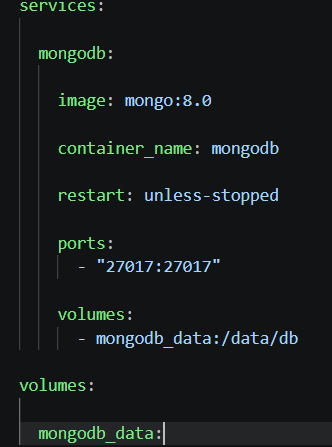 services:
mongodb:
image: mongo:8.0
container_name: mongodb
restart: unless-stopped
ports:
- "27017:27017"
volumes:
- mongodb_data:/data/db
volumes:
mongodb_data: